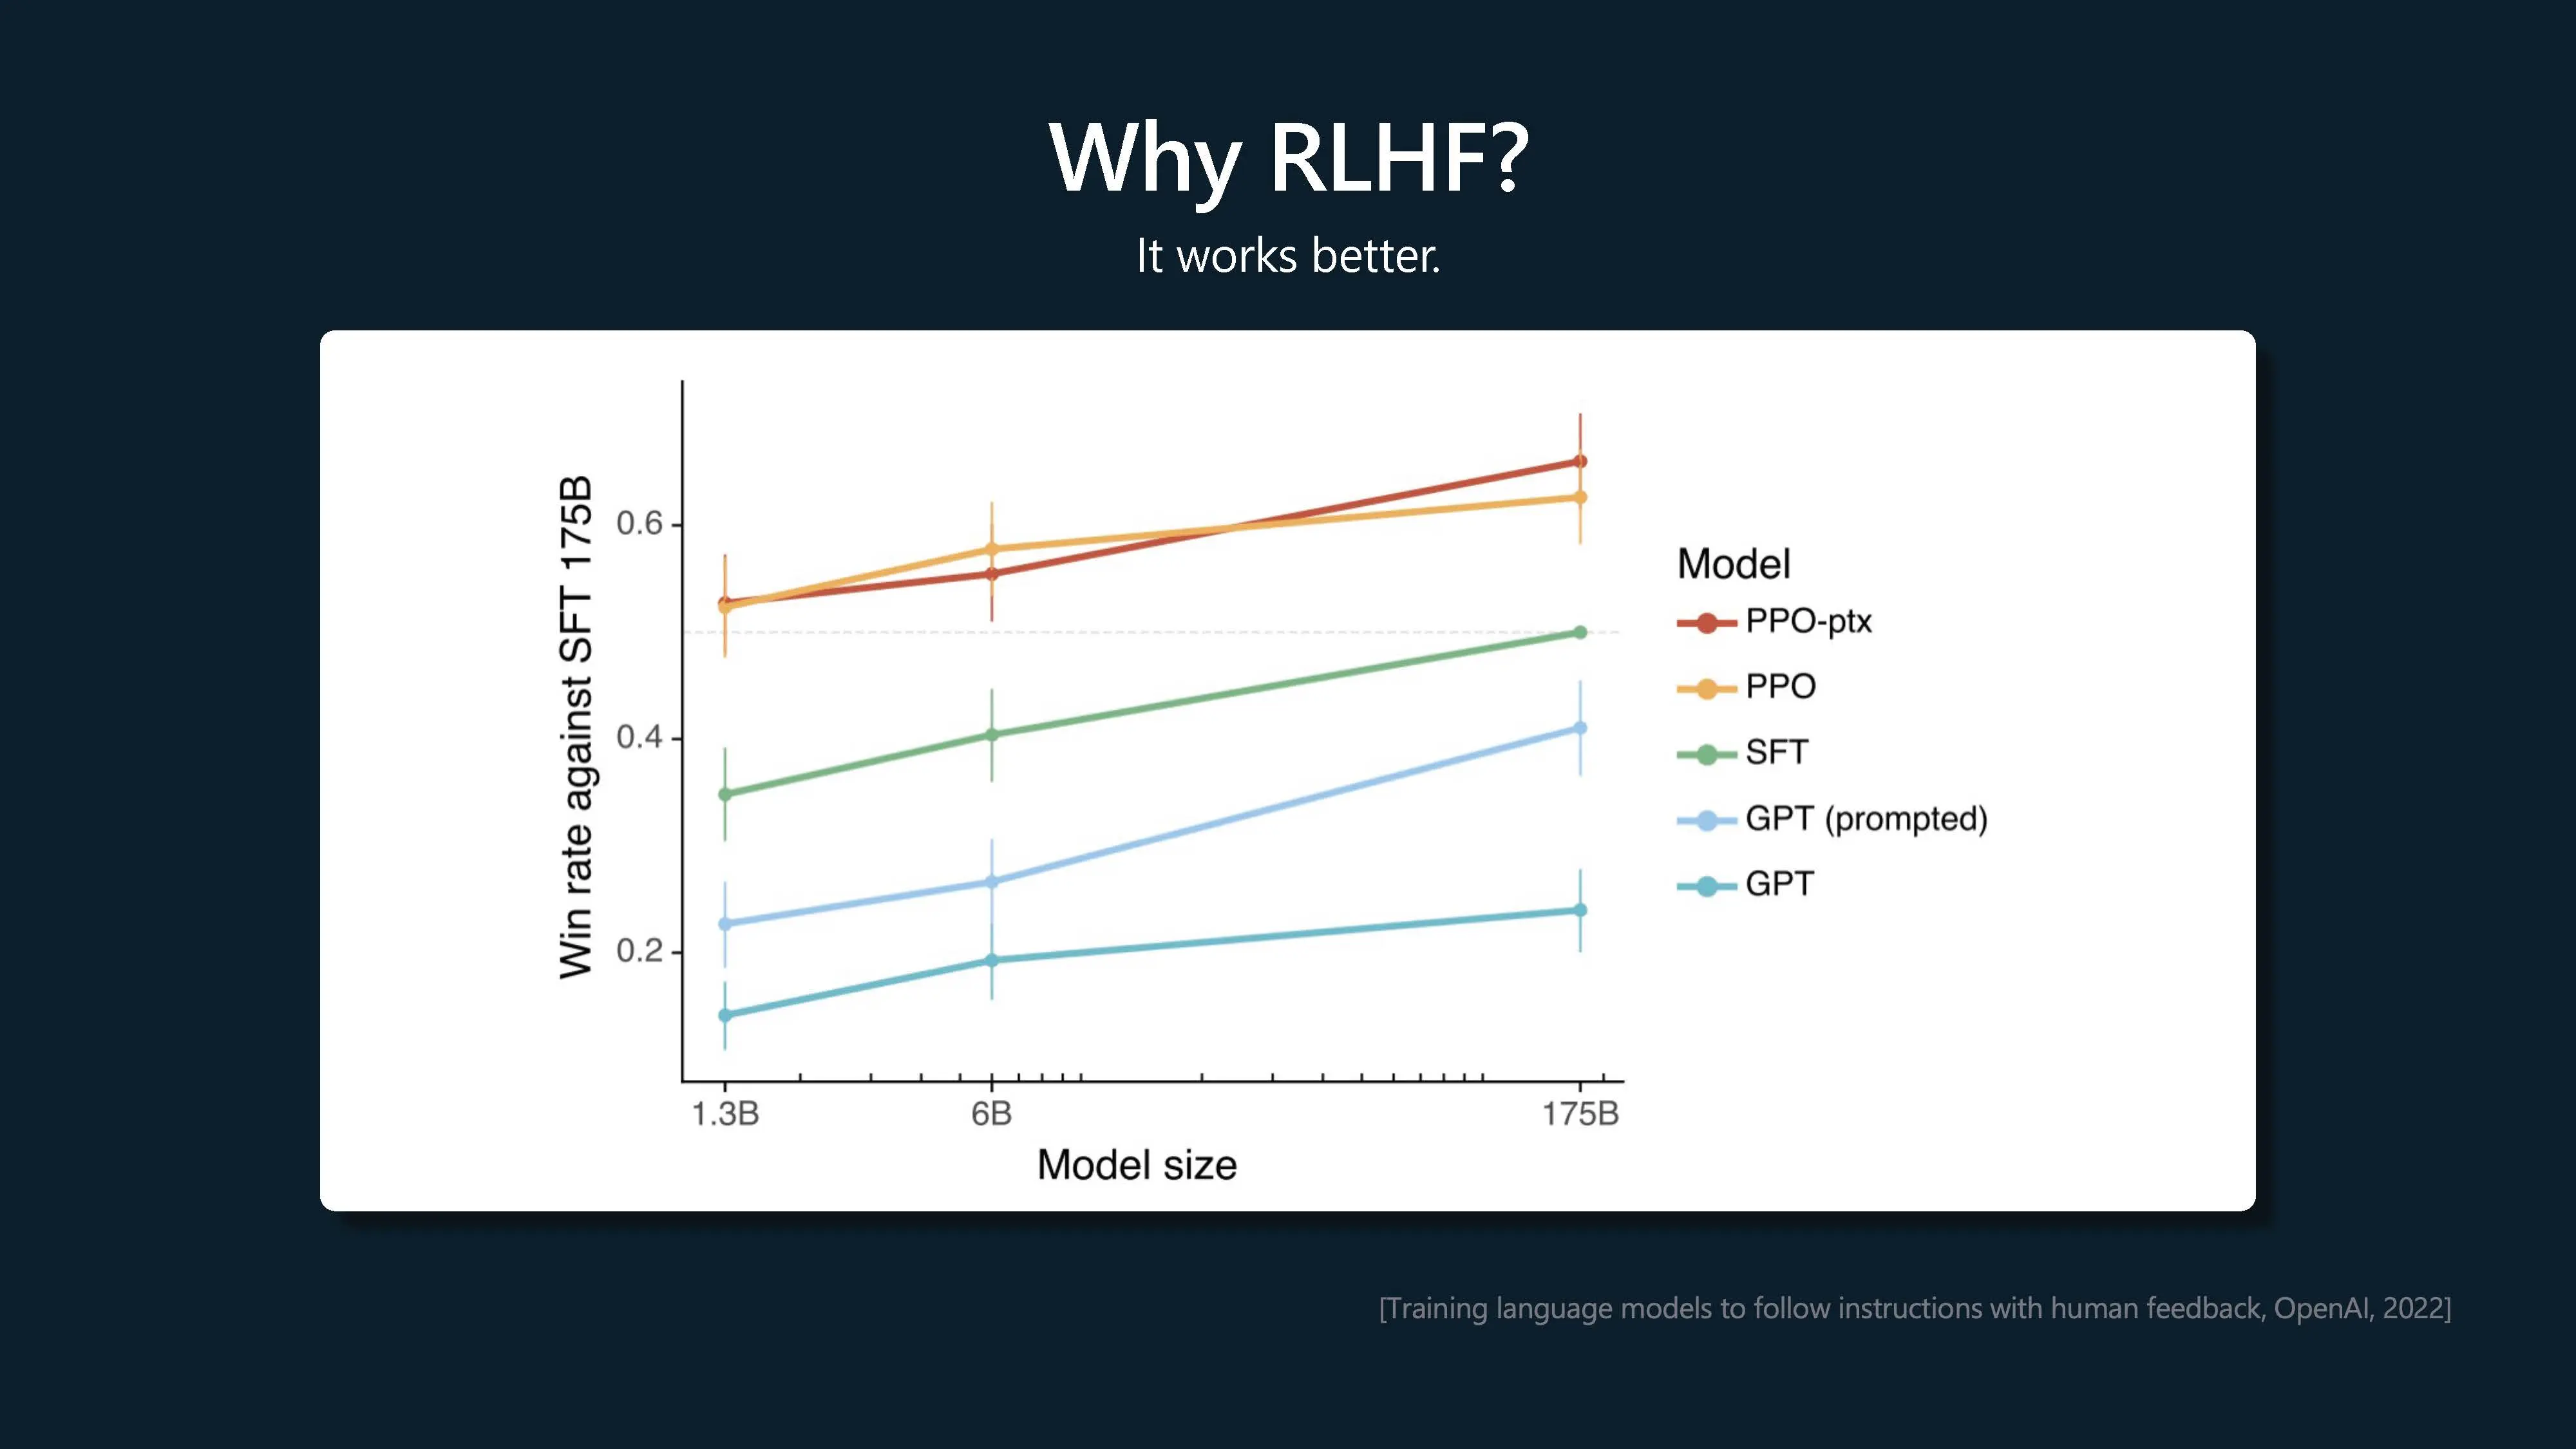 Why RLHF?
It works better.
Win rate against SFT 175B
0.6
0.4
0.2
1.3B
6B
175B
Model size
Model
PPO-ptx
PPO
SFT
GPT (prompted)
GPT
[Training language models to follow instructions with human feedback, OpenAI, 2022]